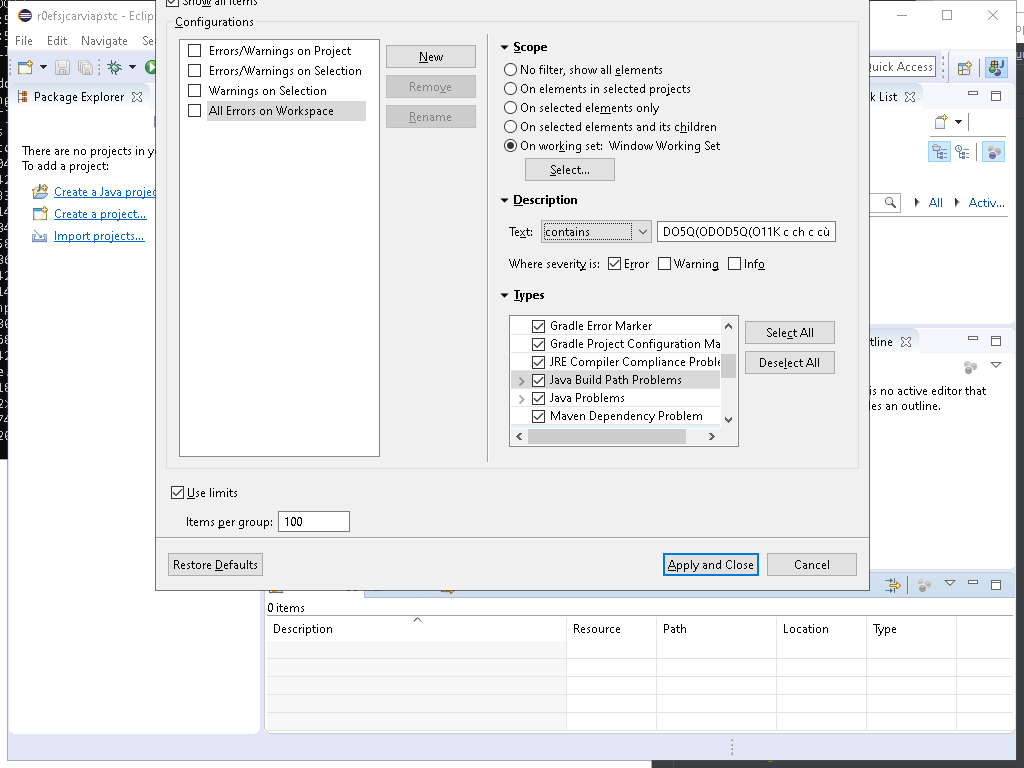 Show all items
r0efsjcarviapstc - Eclip
File Edit Navigate Se
Configurations
Errors/Warnings on Project
Errors/Warnings on Selection
Warnings on Selection
All Errors on Workspace
New
Remove
Rename
Scope
No filter, show all elements
On elements in selected projects
On selected elements only
On selected elements and its children
On working set: Window Working Set
Select...
Description
Text: contains DO5Q(ODOD5Q(O11K c ch c cù
Where severity is: Error Warning Info
Types
Gradle Error Marker
Gradle Project Configuration Ma
JRE Compiler Compliance Proble
Java Build Path Problems
Java Problems
Maven Dependency Problem
Select All
Deselect All
Use limits
Items per group: 100
Restore Defaults
Apply and Close
Cancel
Package Explorer
There are no projects in y
To add a project:
Create a Java projec
Create a project...
Import projects...
Quick Access
k List
All Activ...
tline
is no active editor that
les an outline.
0 items
Description Resource Path Location Type